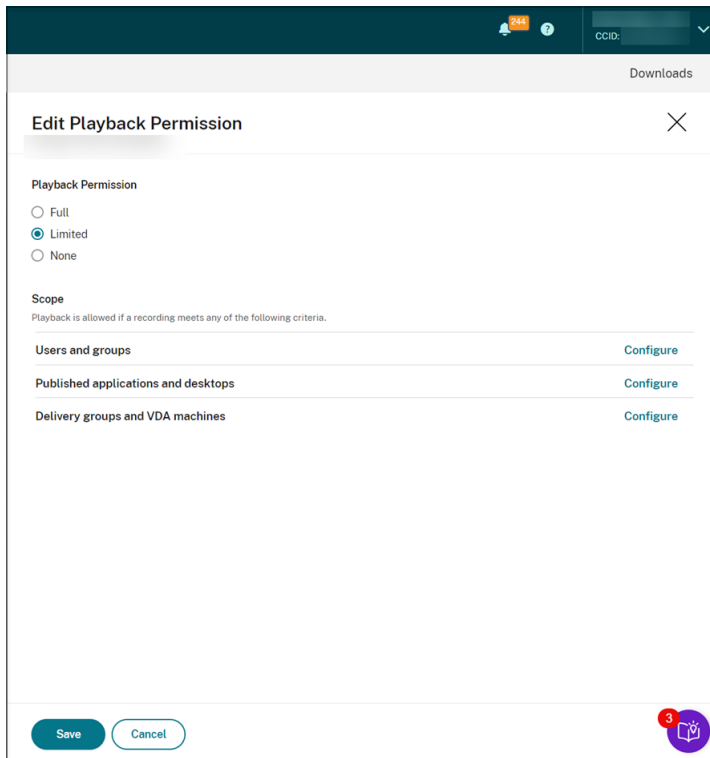 244
?
CCID:
Downloads
Edit Playback Permission
Playback Permission
Full
Limited
None
Scope
Playback is allowed if a recording meets any of the following criteria.
Users and groups Configure
Published applications and desktops Configure
Delivery groups and VDA machines Configure
Save Cancel
3